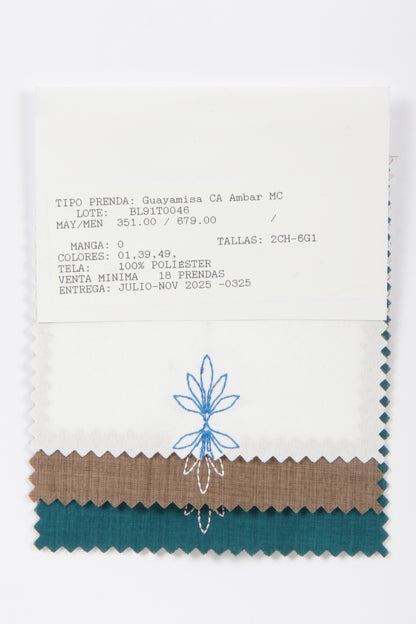 TIPO PRENDA: Guayamisa CA Ambar MC
LOTE: BL91T0046
MAY/MEN 351.00 / 679.00 /
MANGA: 0 TALLAS: 2CH-6G1
COLORES: 01,39,49,
TELA: 100% POLIÉSTER
VENTA MINIMA 18 PRENDAS
ENTREGA: JULIO-NOV 2025 -0325